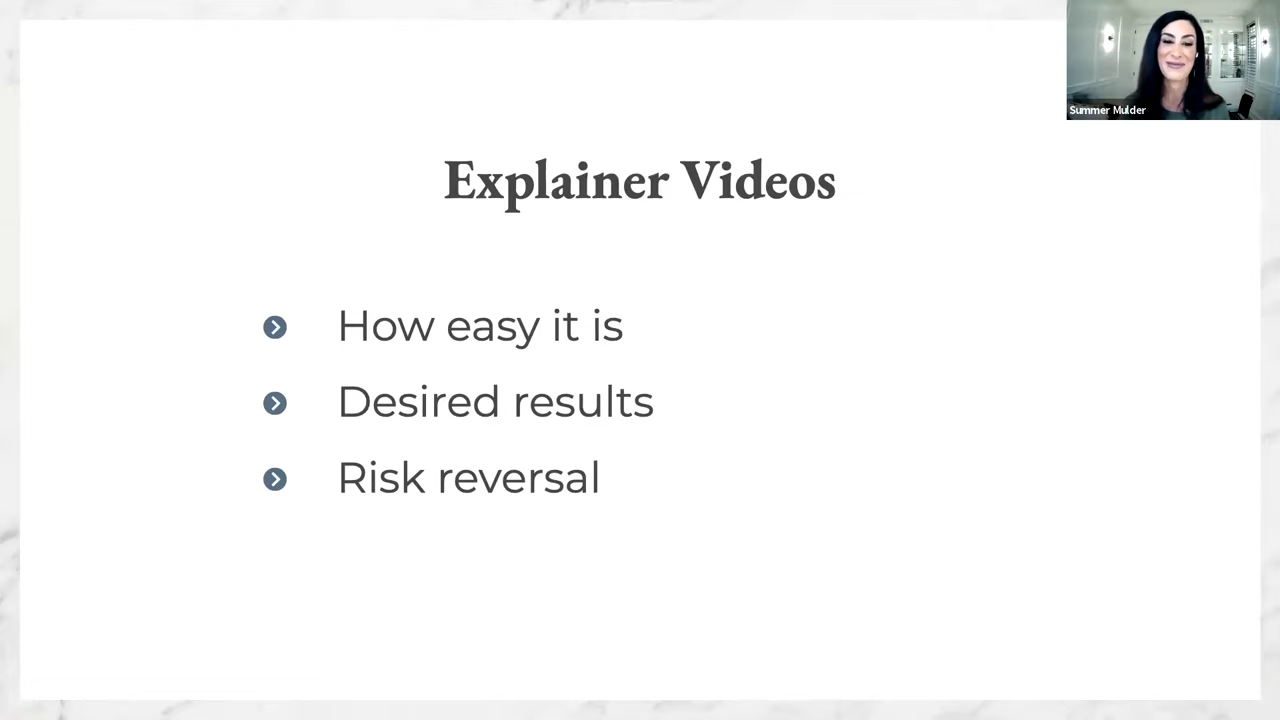 Summer Mulder
Explainer Videos
How easy it is
Desired results
Risk reversal